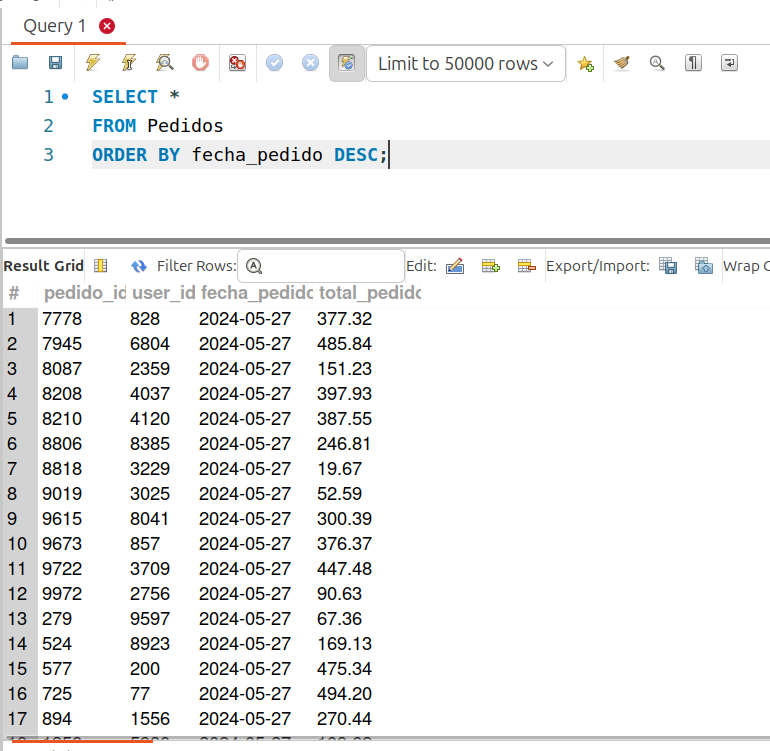 Query 1
Limit to 50000 rows
1 SELECT *
2 FROM Pedidos
3 ORDER BY fecha_pedido DESC;
Result Grid Filter Rows: Edit: Export/Import: Wrap C
# pedido_id user_id fecha_pedido total_pedido
1 7778 828 2024-05-27 377.32
2 7945 6804 2024-05-27 485.84
3 8087 2359 2024-05-27 151.23
4 8208 4037 2024-05-27 397.93
5 8210 4120 2024-05-27 387.55
6 8806 8385 2024-05-27 246.81
7 8818 3229 2024-05-27 19.67
8 9019 3025 2024-05-27 52.59
9 9615 8041 2024-05-27 300.39
10 9673 857 2024-05-27 376.37
11 9722 3709 2024-05-27 447.48
12 9972 2756 2024-05-27 90.63
13 279 9597 2024-05-27 67.36
14 524 8923 2024-05-27 169.13
15 577 200 2024-05-27 475.34
16 725 77 2024-05-27 494.20
17 894 1556 2024-05-27 270.44